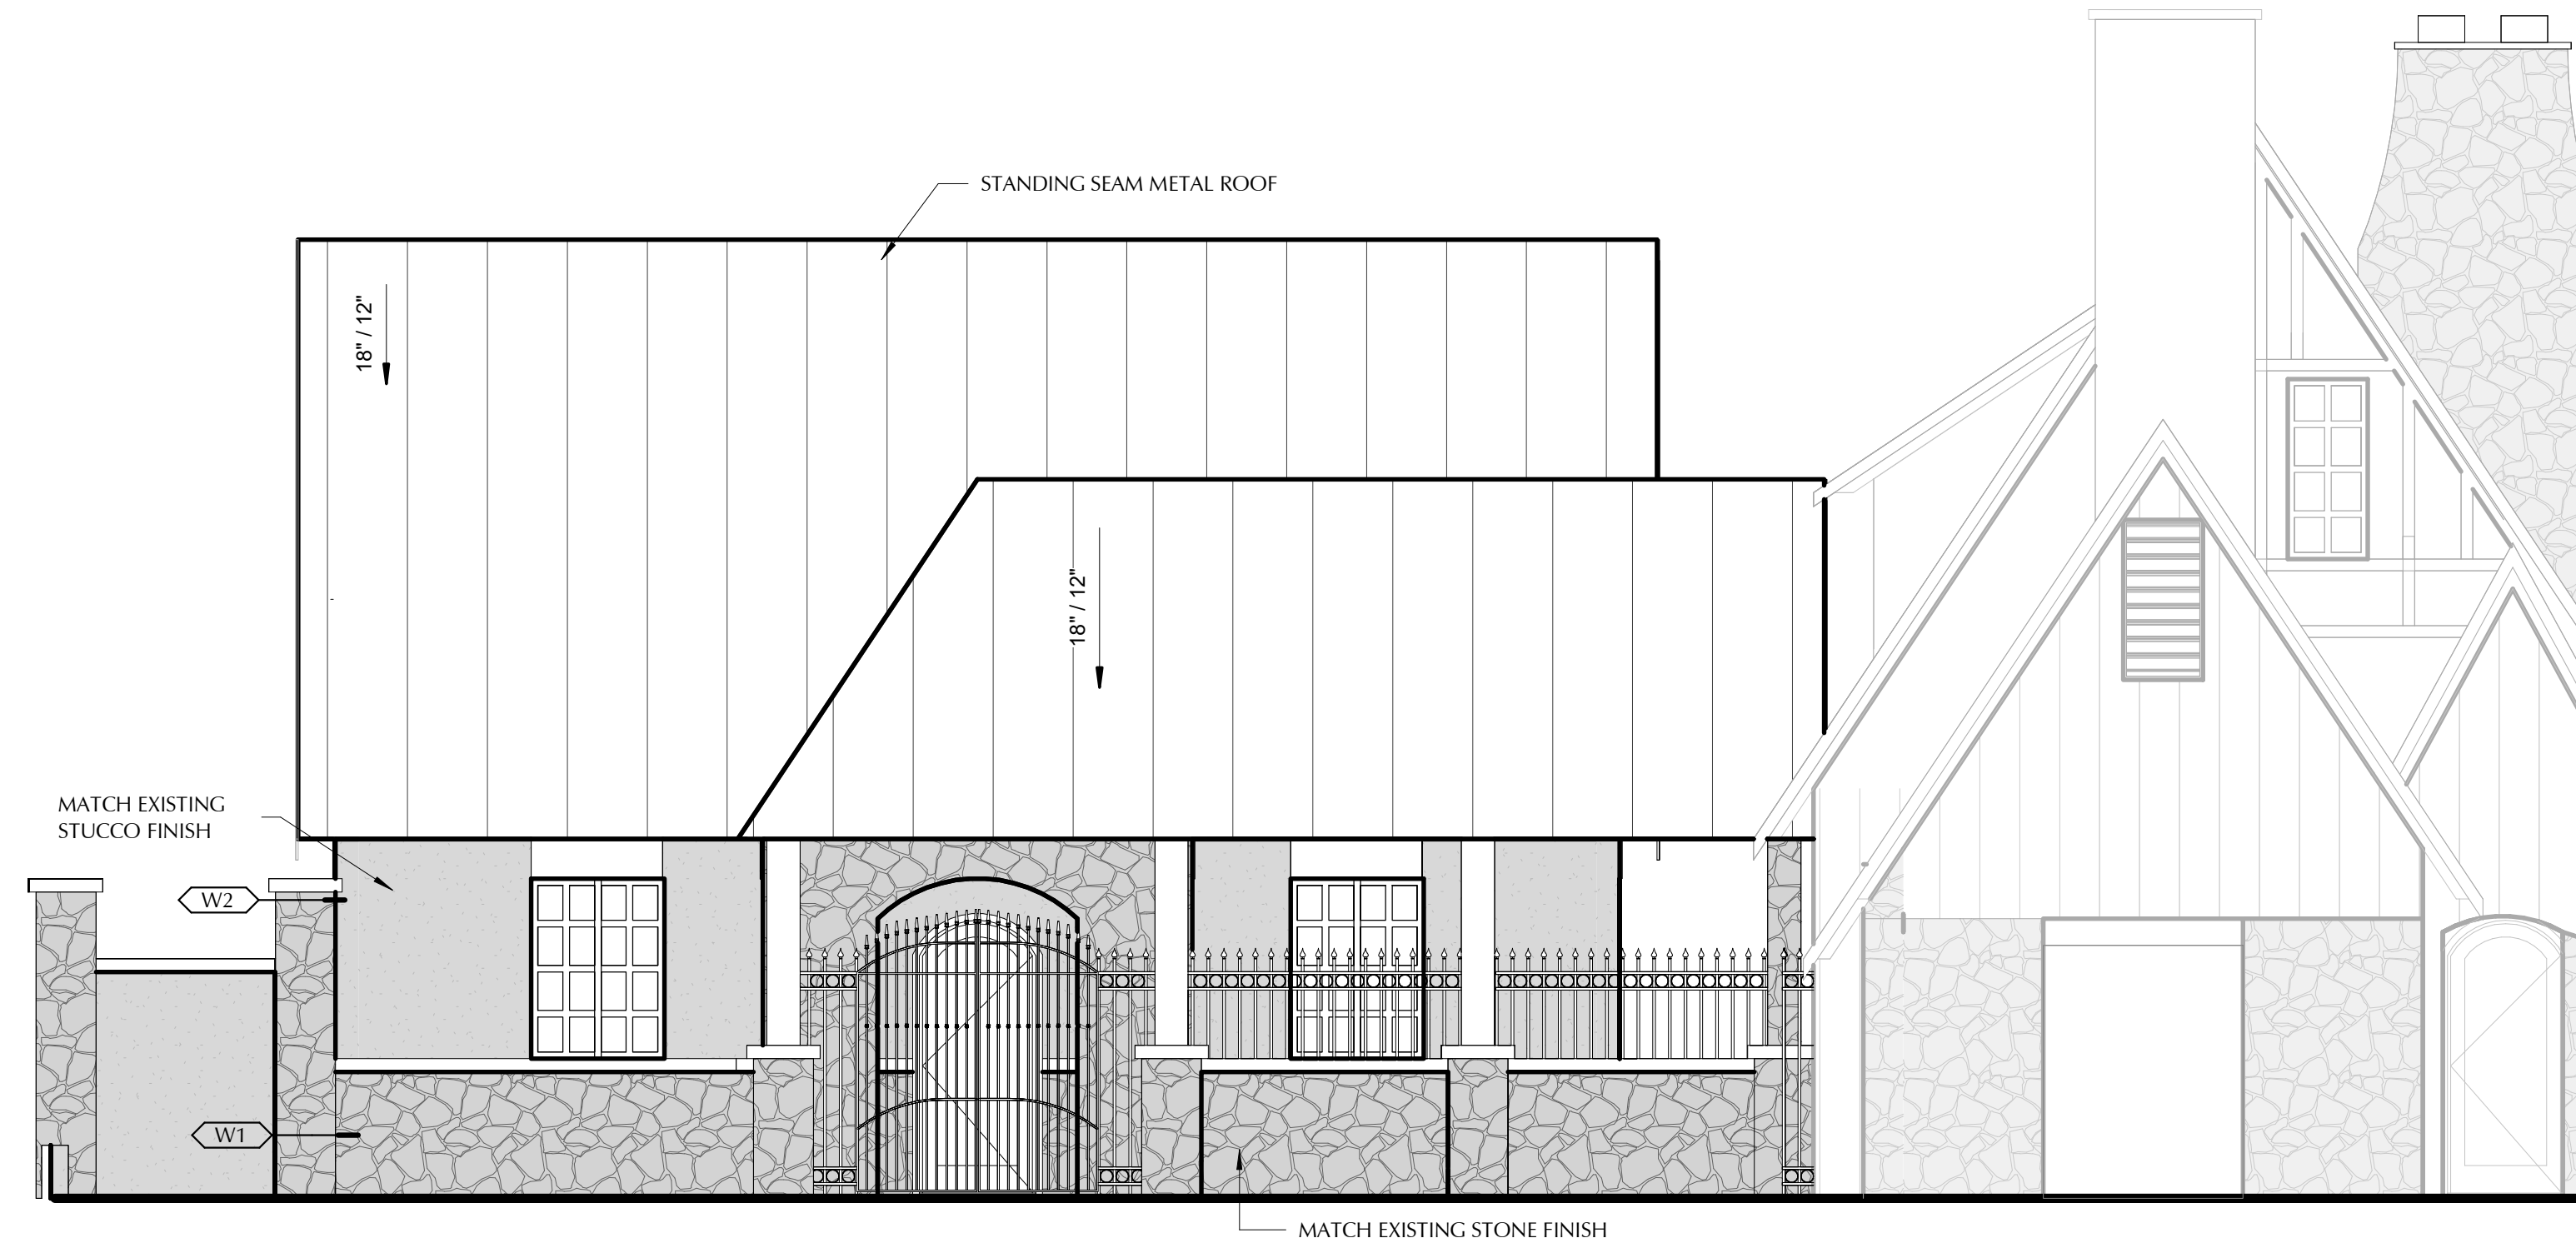 STANDING SEAM METAL ROOF
18" / 12"
18" / 12"
MATCH EXISTING
STUCCO FINISH
W2
W1
MATCH EXISTING STONE FINISH